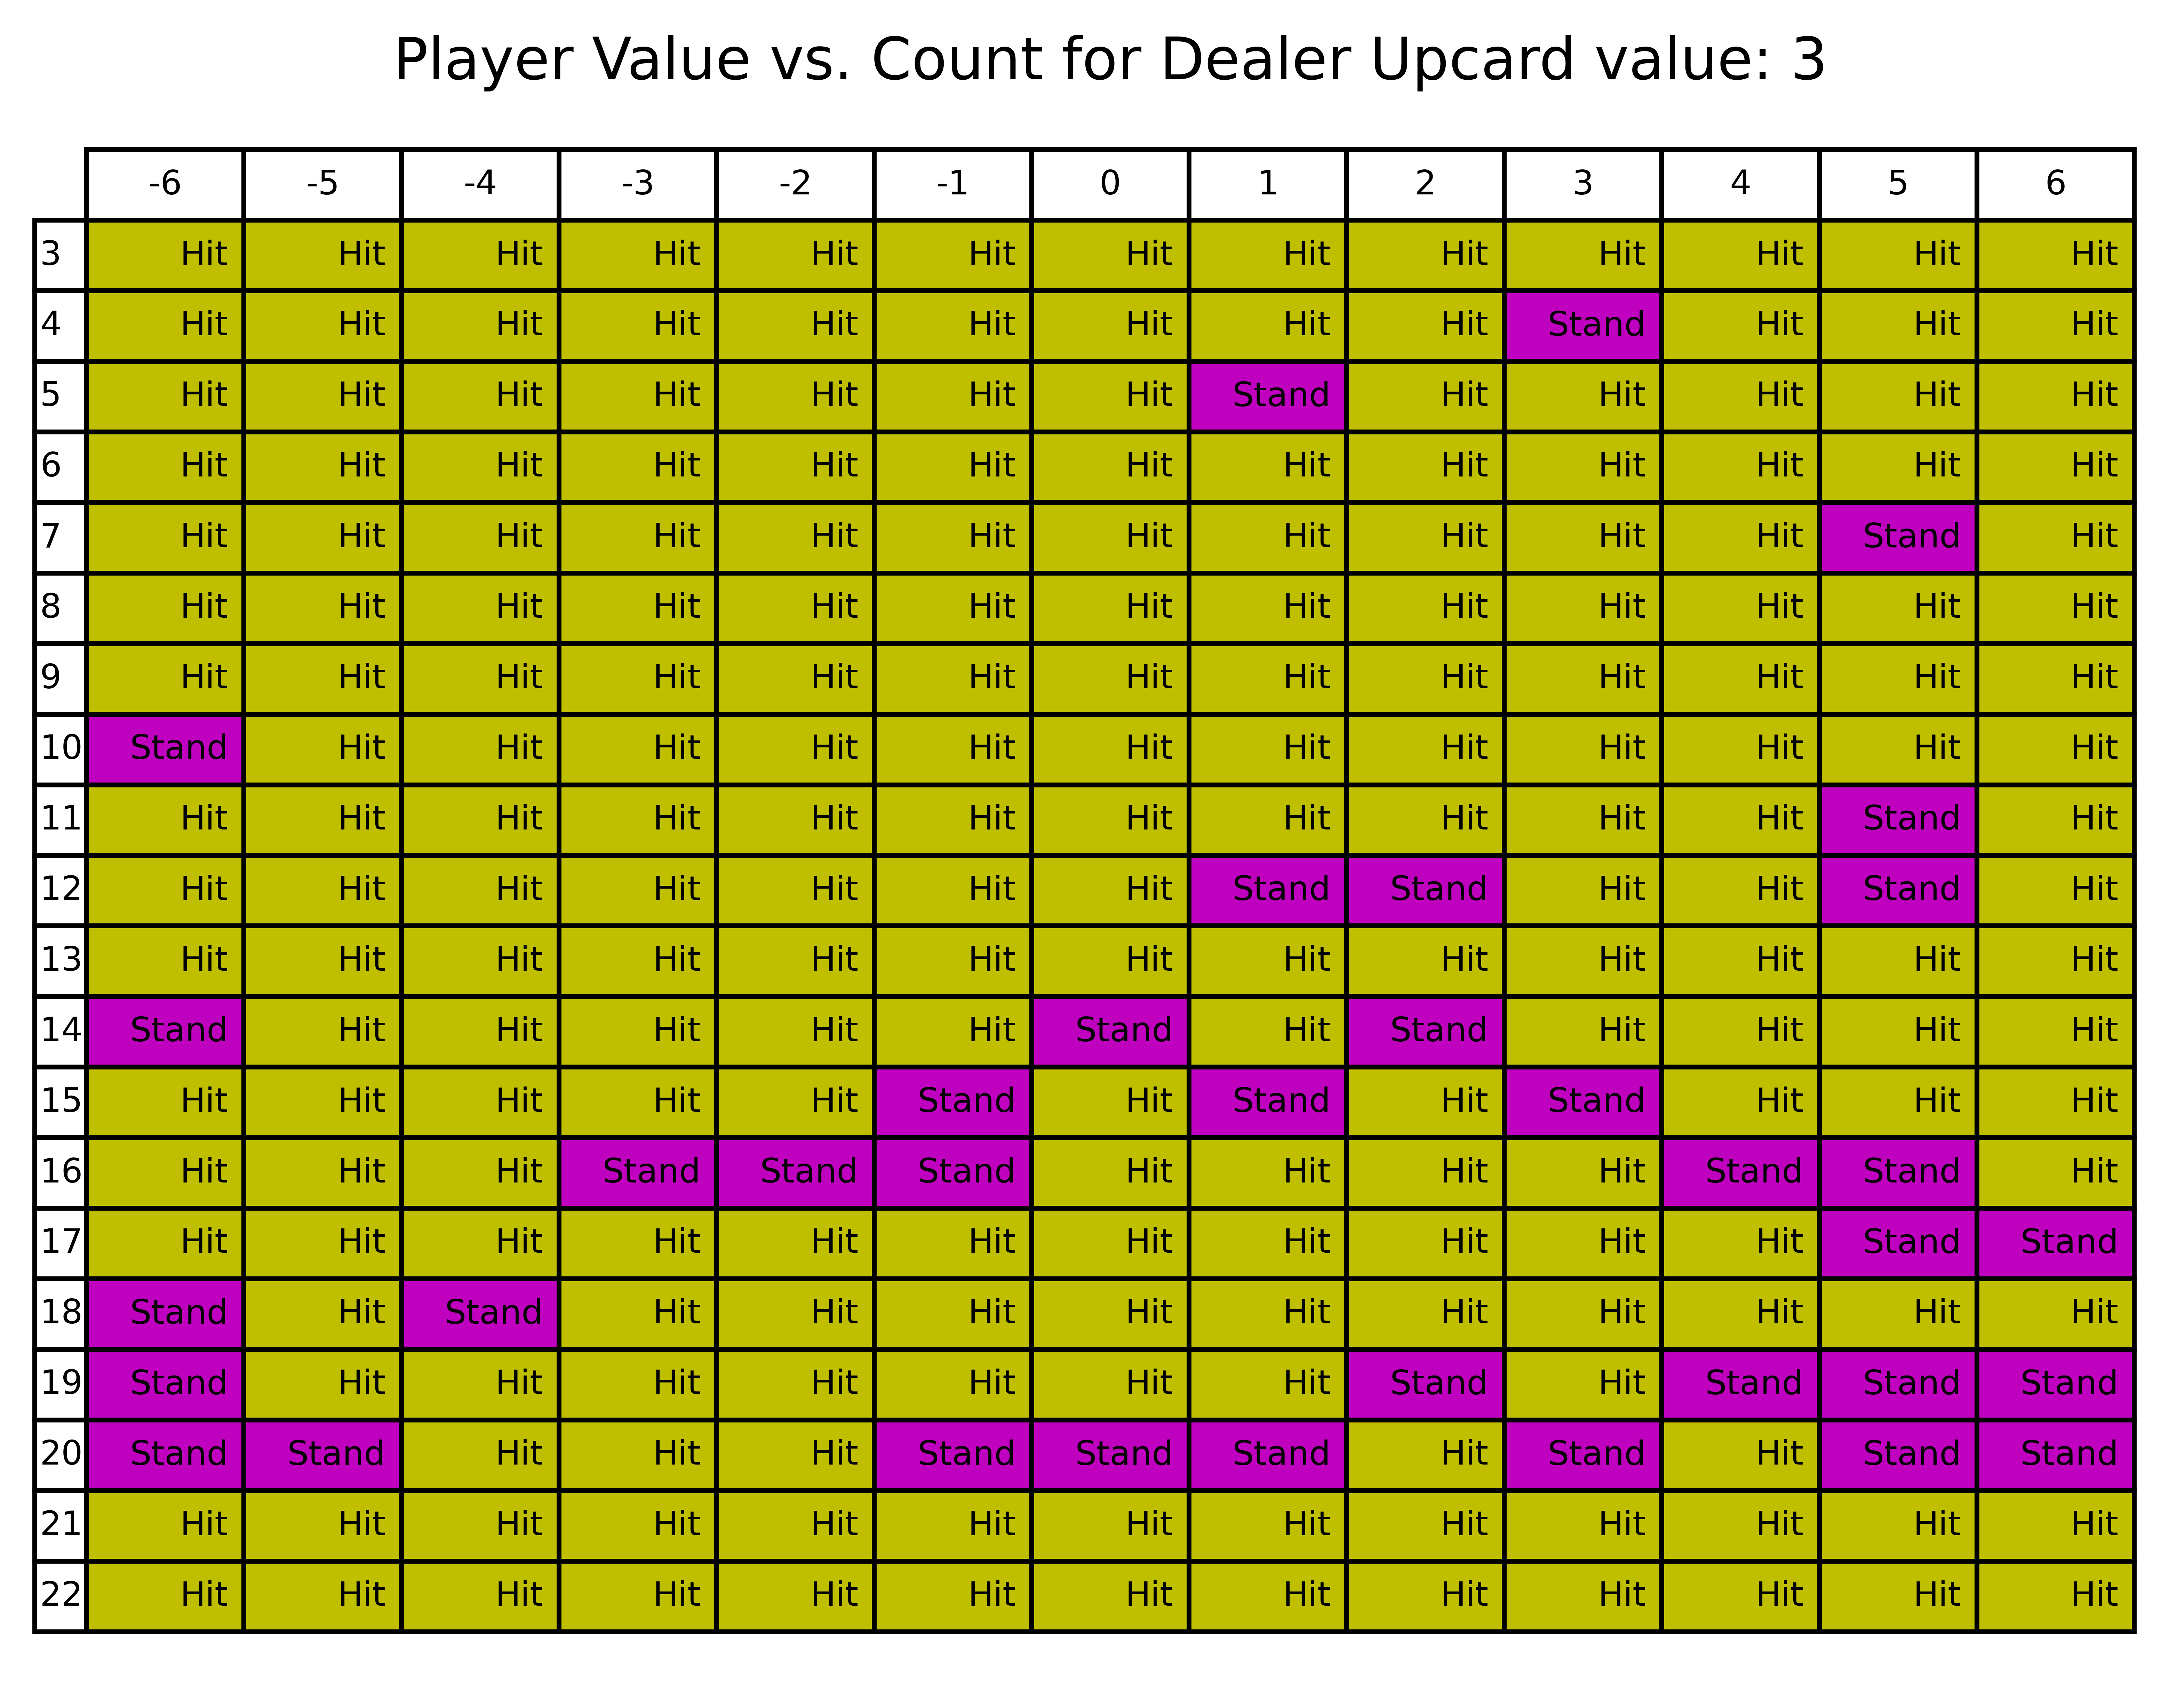 Player Value vs. Count for Dealer Upcard value: 3
-6 -5 -4 -3 -2 -1 0 1 2 3 4 5 6
3 Hit Hit Hit Hit Hit Hit Hit Hit Hit Hit Hit Hit Hit
4 Hit Hit Hit Hit Hit Hit Hit Hit Hit Stand Hit Hit Hit
5 Hit Hit Hit Hit Hit Hit Hit Stand Hit Hit Hit Hit Hit
6 Hit Hit Hit Hit Hit Hit Hit Hit Hit Hit Hit Hit Hit
7 Hit Hit Hit Hit Hit Hit Hit Hit Hit Hit Hit Stand Hit
8 Hit Hit Hit Hit Hit Hit Hit Hit Hit Hit Hit Hit Hit
9 Hit Hit Hit Hit Hit Hit Hit Hit Hit Hit Hit Hit Hit
10 Stand Hit Hit Hit Hit Hit Hit Hit Hit Hit Hit Hit Hit
11 Hit Hit Hit Hit Hit Hit Hit Hit Hit Hit Hit Stand Hit
12 Hit Hit Hit Hit Hit Hit Hit Stand Stand Hit Hit Stand Hit
13 Hit Hit Hit Hit Hit Hit Hit Hit Hit Hit Hit Hit Hit
14 Stand Hit Hit Hit Hit Hit Stand Hit Stand Hit Hit Hit Hit
15 Hit Hit Hit Hit Hit Stand Hit Stand Hit Stand Hit Hit Hit
16 Hit Hit Hit Stand Stand Stand Hit Hit Hit Hit Stand Stand Hit
17 Hit Hit Hit Hit Hit Hit Hit Hit Hit Hit Hit Stand Stand
18 Stand Hit Stand Hit Hit Hit Hit Hit Hit Hit Hit Hit Hit
19 Stand Hit Hit Hit Hit Hit Hit Hit Stand Hit Stand Stand Stand
20 Stand Stand Hit Hit Hit Stand Stand Stand Hit Stand Hit Stand Stand
21 Hit Hit Hit Hit Hit Hit Hit Hit Hit Hit Hit Hit Hit
22 Hit Hit Hit Hit Hit Hit Hit Hit Hit Hit Hit Hit Hit